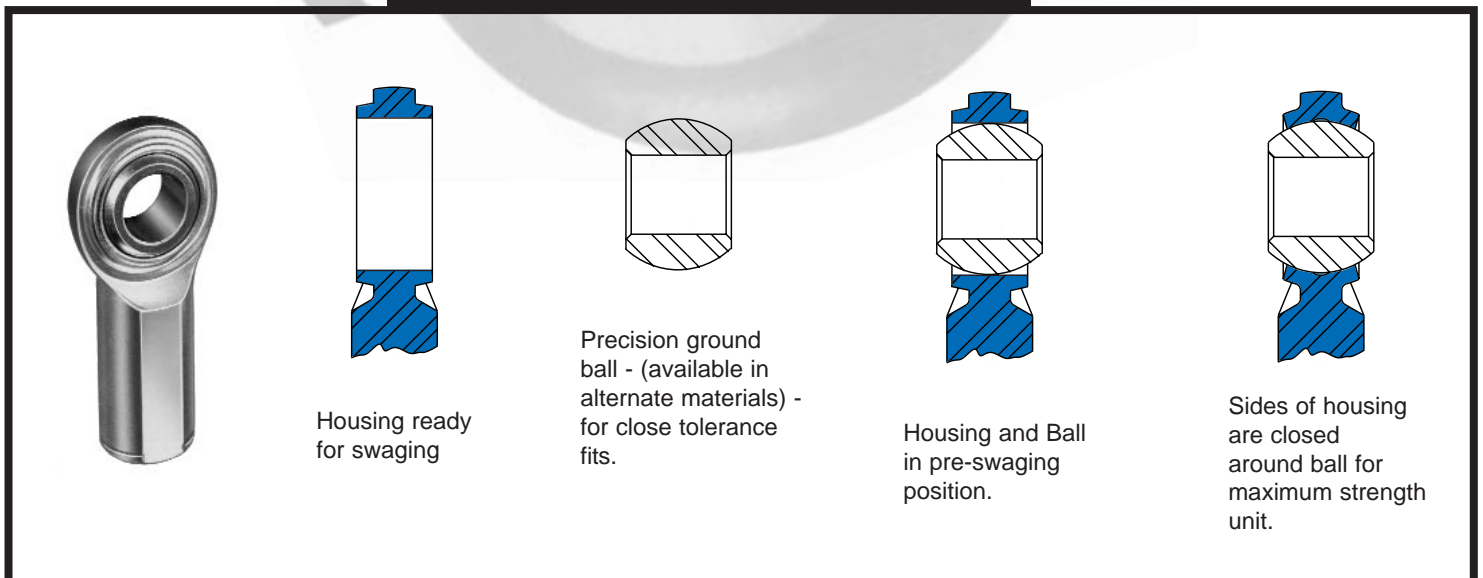 Housing ready
for swaging
Precision ground
ball - (available in
alternate materials) -
for close tolerance
fits.
Housing and Ball
in pre-swaging
position.
Sides of housing
are closed
around ball for
maximum strength
unit.